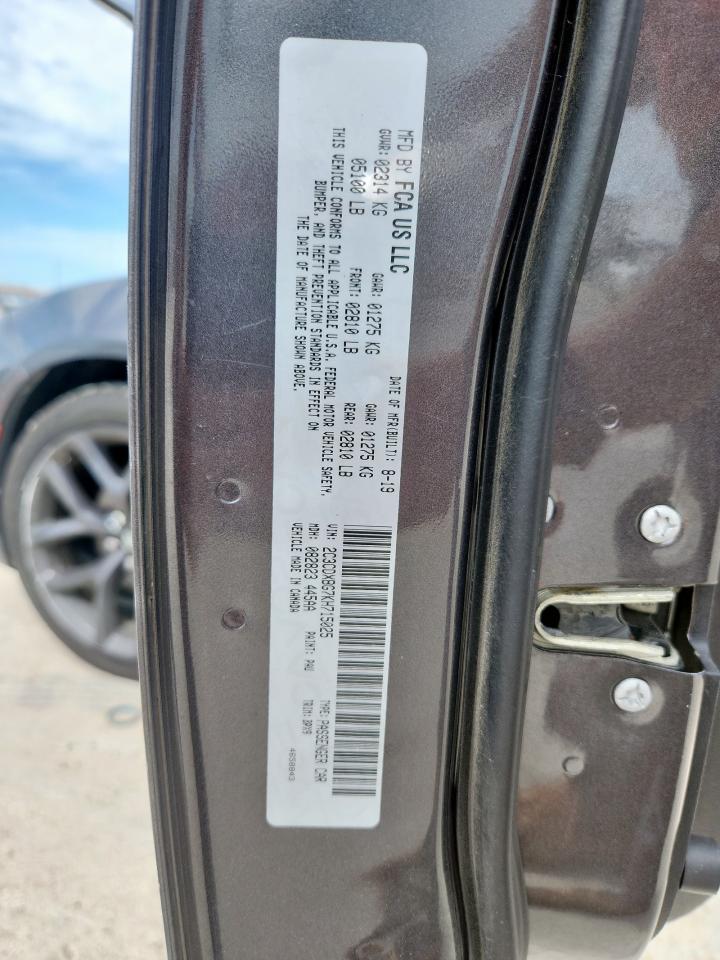 MFD BY FCA US LLC
DATE OF MFR(BUILT): 8-19
GVWR: 02314 KG
GAWR: 01275 KG
GAWR: 01275 KG
05100 LB
FRONT: 02810 LB
REAR: 02810 LB
THIS VEHICLE CONFORMS TO ALL APPLICABLE U.S.A. FEDERAL MOTOR VEHICLE SAFETY,
BUMPER, AND THEFT PREVENTION STANDARDS IN EFFECT ON
THE DATE OF MANUFACTURE SHOWN ABOVE.
VIN: 2C3CDXBG7KH715025
TYPE: PASSENGER CAR
MDH: 082823 445AA
PAINT: PAU
TRIM: BPX9
VEHICLE MADE IN CANADA
4658843